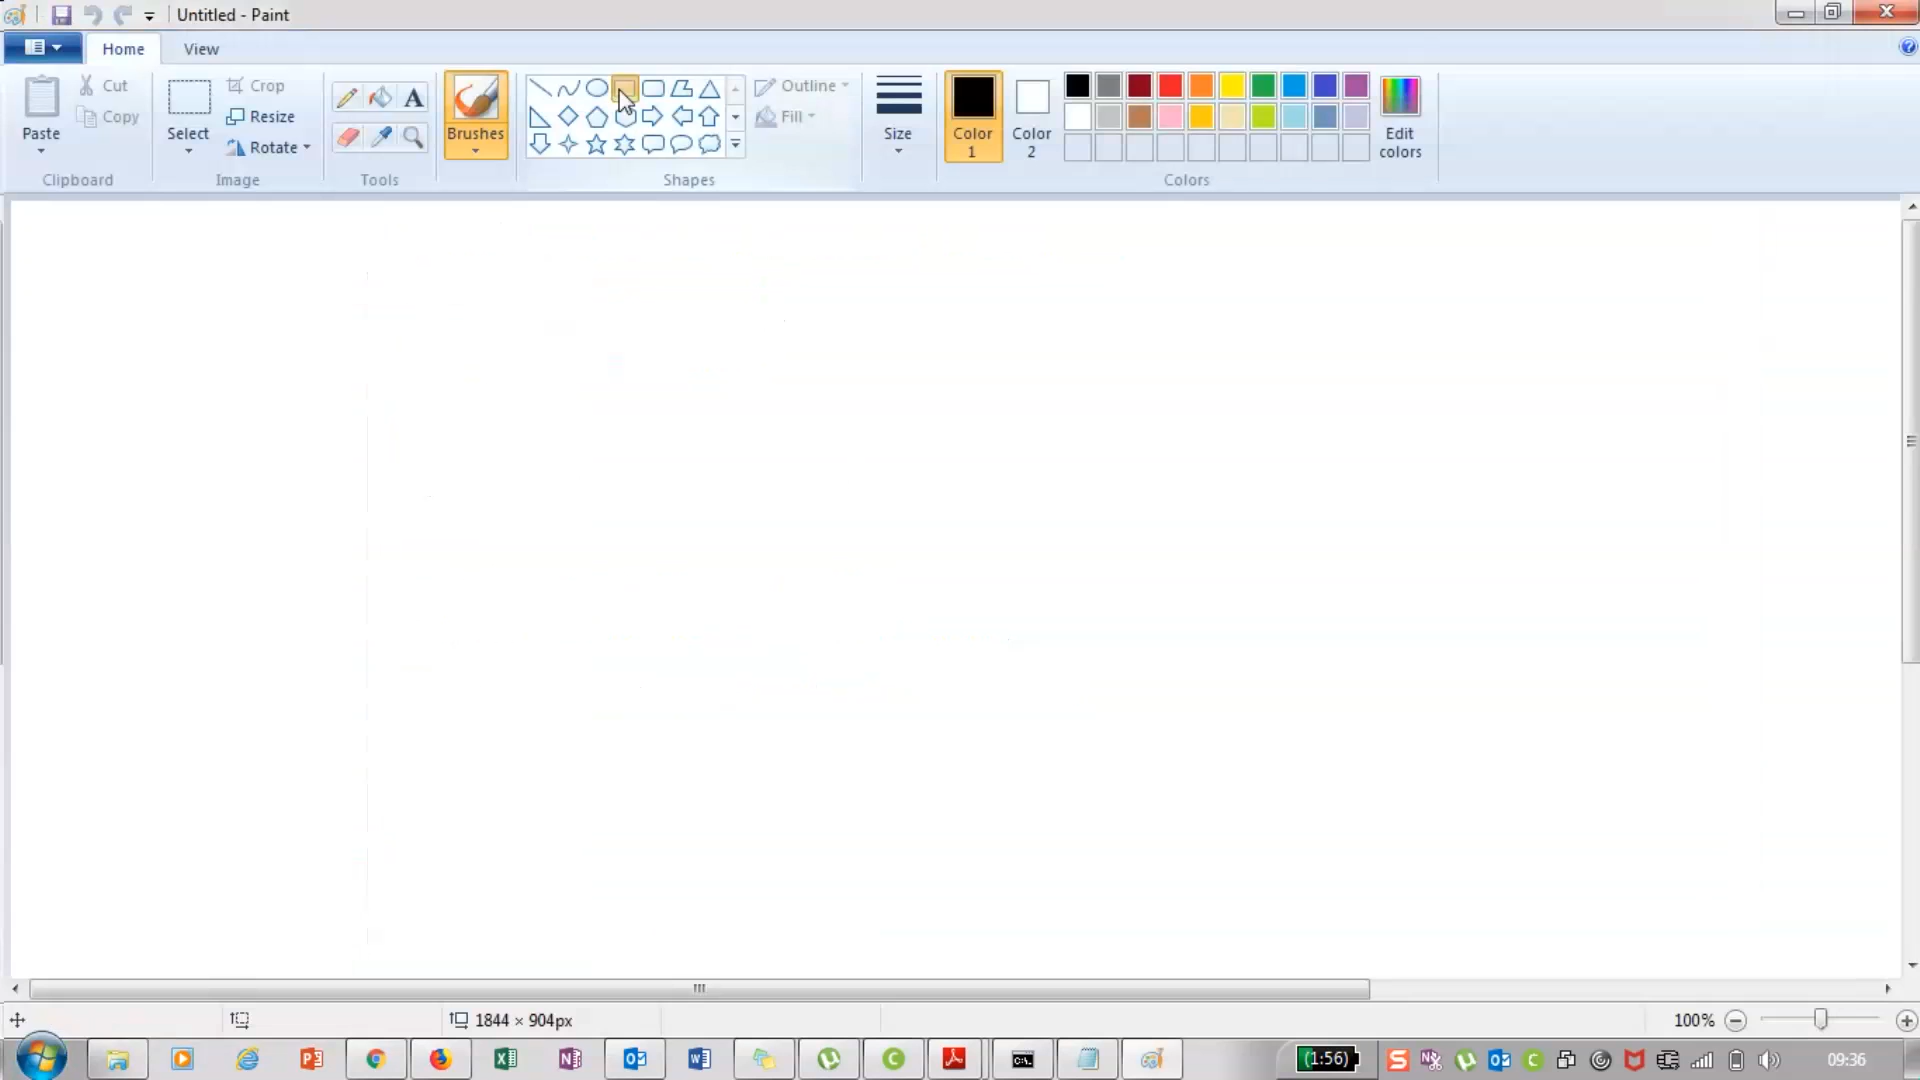 Untitled - Paint
Home
View
Paste
Cut
Copy
Clipboard
Select
Crop
Resize
Rotate
Image
A
Tools
Brushes
Shapes
Outline
Fill
Size
Color
1
Color
2
Edit
colors
Colors
1844 × 904px
100%
(1:56)
09:36